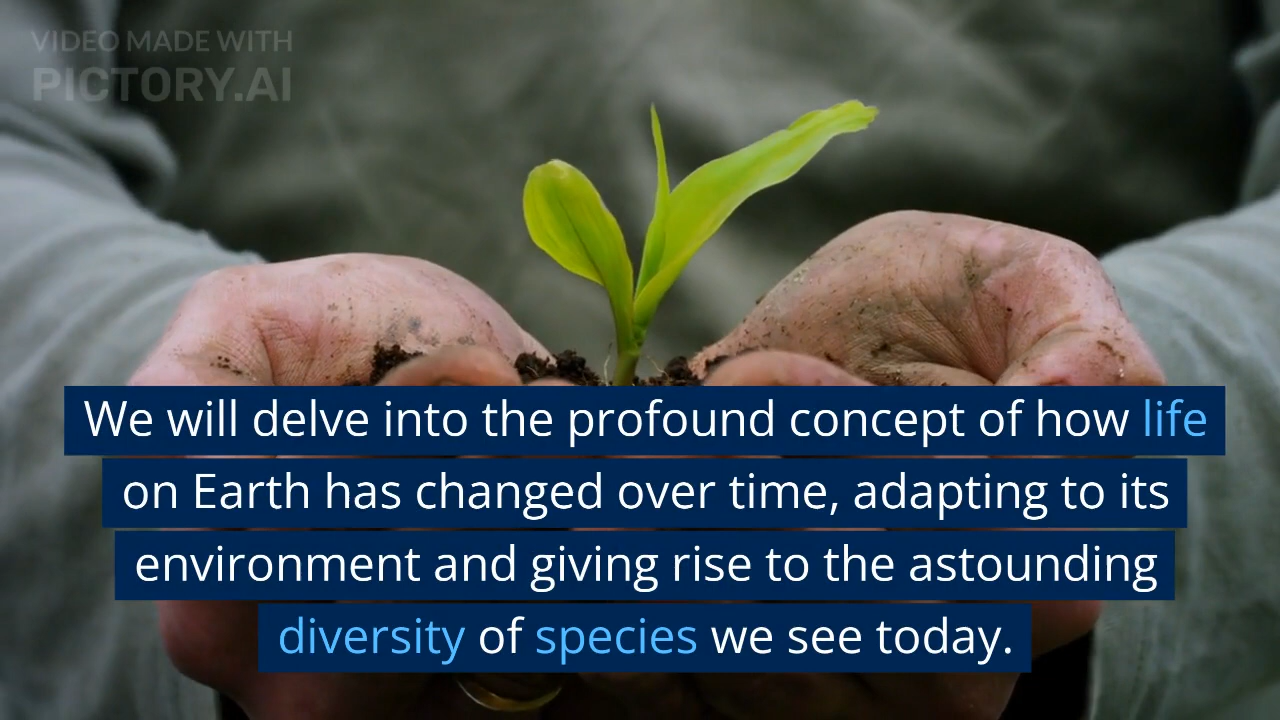 VIDEO MADE WITH
PICTORY.AI
We will delve into the profound concept of how life
on Earth has changed over time, adapting to its
environment and giving rise to the astounding
diversity of species we see today.